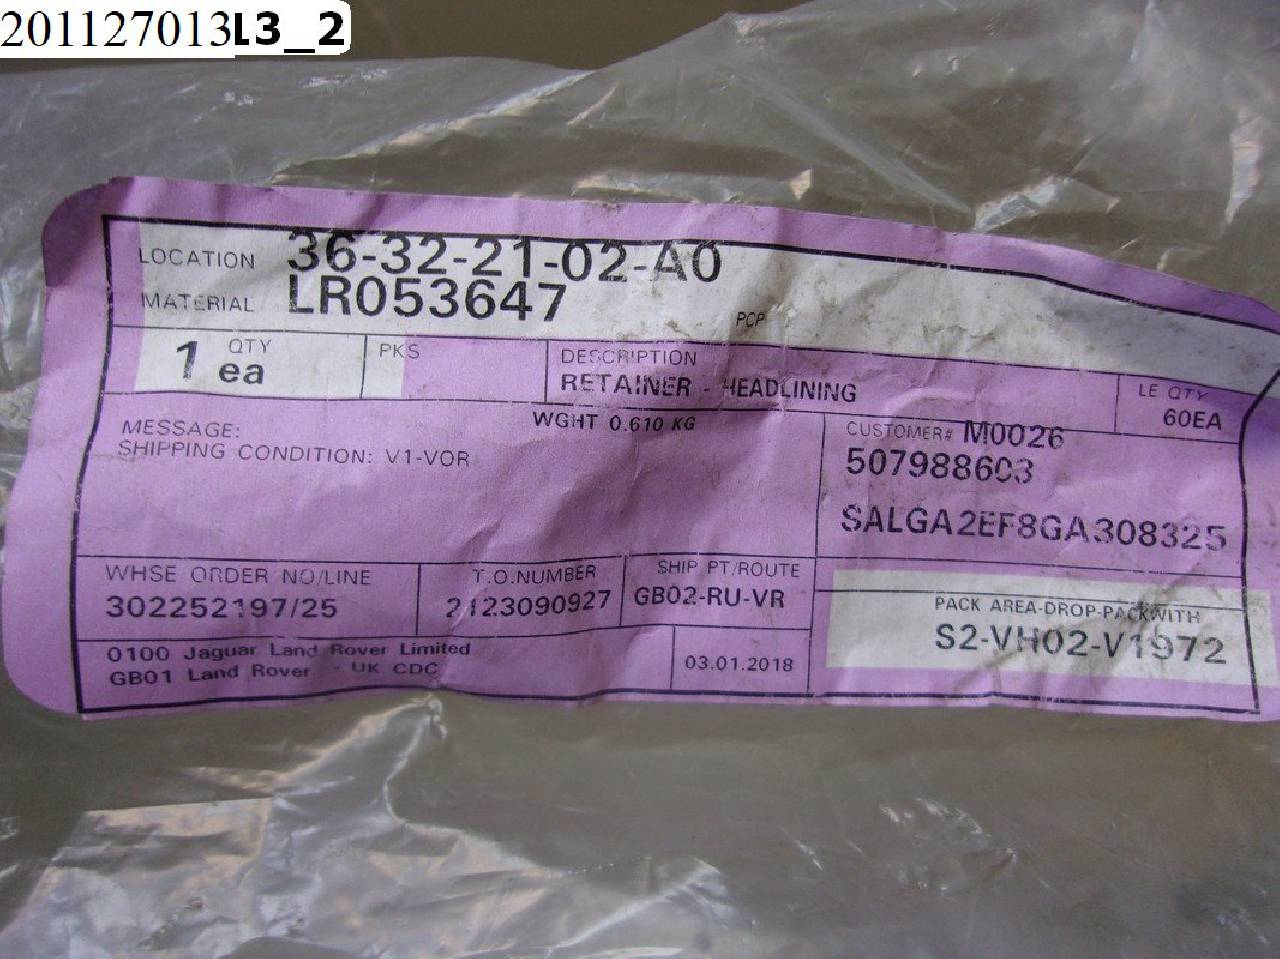 201127013L3_2
LOCATION 36-32-21-02-A0
MATERIAL LR053647
PCP
1 QTY ea
PKS
DESCRIPTION
RETAINER - HEADLINING
LE QTY
60EA
MESSAGE:
WGHT 0.610 KG
SHIPPING CONDITION: V1-VOR
CUSTOMER# M0026
507988603
SALGA2EF8GA308325
WHSE ORDER NO/LINE
302252197/25
T.O.NUMBER
2123090927
SHIP PT/ROUTE
GB02-RU-VR
PACK AREA-DROP-PACKWITH
S2-VH02-V1972
0100 Jaguar Land Rover Limited
GB01 Land Rover - UK CDC
03.01.2018